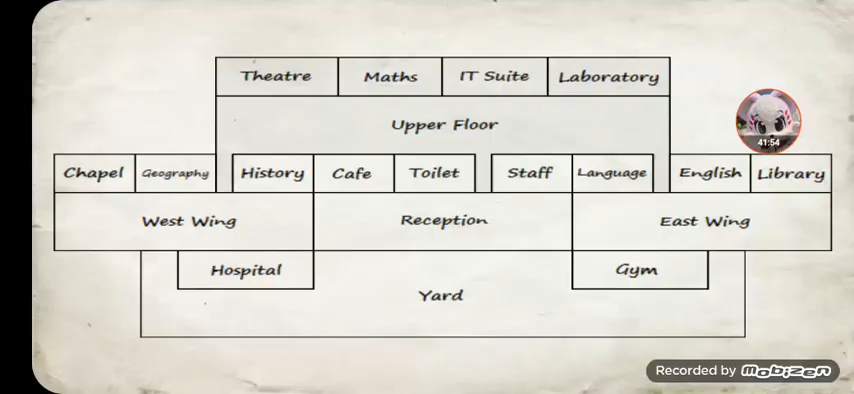 Theatre Maths IT Suite Laboratory
Upper Floor
41:54
Chapel Geography History Cafe Toilet Staff Language English Library
West Wing Reception East Wing
Hospital Gym
Yard
Recorded by Mobizen